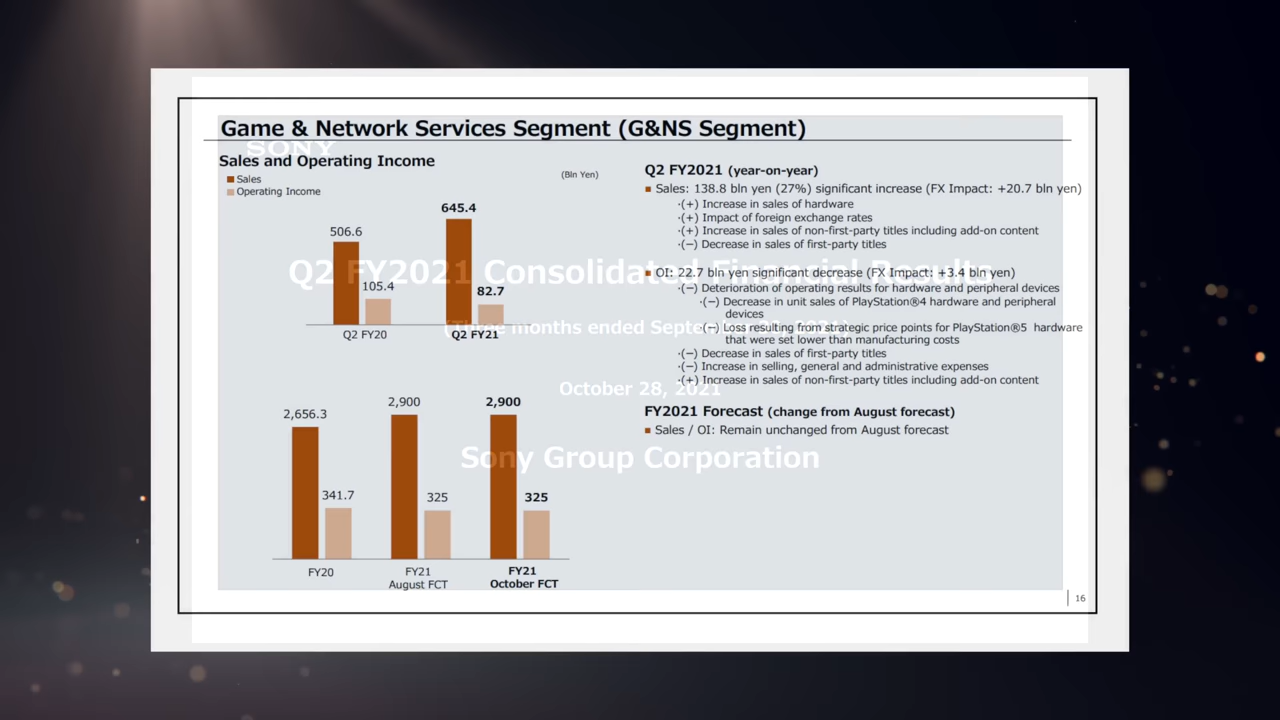 Game & Network Services Segment (G&NS Segment)
SONY
Sales and Operating Income
Sales
Operating Income
(Bln Yen)
506.6
105.4
645.4
82.7
Q2 FY20
Q2 FY21
2,656.3
341.7
2,900
325
2,900
325
FY20
FY21
August FCT
FY21
October FCT
Q2 FY2021 (year-on-year)
■ Sales: 138.8 bln yen (27%) significant increase (FX Impact: +20.7 bln yen)
·(+) Increase in sales of hardware
·(+) Impact of foreign exchange rates
·(+) Increase in sales of non-first-party titles including add-on content
·(−) Decrease in sales of first-party titles
■ OI: 22.7 bln yen significant decrease (FX Impact: +3.4 bln yen)
·(−) Deterioration of operating results for hardware and peripheral devices
·(−) Decrease in unit sales of PlayStation®4 hardware and peripheral
devices
·(−) Loss resulting from strategic price points for PlayStation®5 hardware
that were set lower than manufacturing costs
·(−) Decrease in sales of first-party titles
·(−) Increase in selling, general and administrative expenses
·(+) Increase in sales of non-first-party titles including add-on content
FY2021 Forecast (change from August forecast)
■ Sales / OI: Remain unchanged from August forecast
Q2 FY2021 Consolidated Financial Results
(Three months ended September 2021)
October 28, 2021
Sony Group Corporation
16